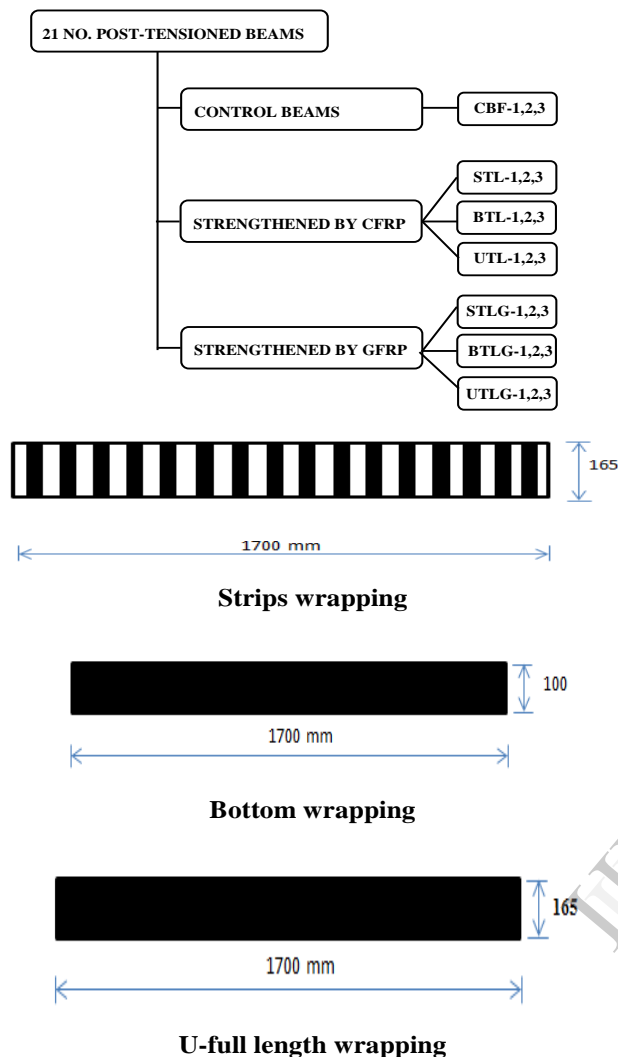 21 NO. POST-TENSIONED BEAMS
CONTROL BEAMS
CBF-1,2,3
STL-1,2,3
STRENGTHENED BY CFRP
BTL-1,2,3
UTL-1,2,3
STLG-1,2,3
STRENGTHENED BY GFRP
BTLG-1,2,3
UTLG-1,2,3
165
1700 mm
Strips wrapping
100
1700 mm
Bottom wrapping
165
1700 mm
U-full length wrapping